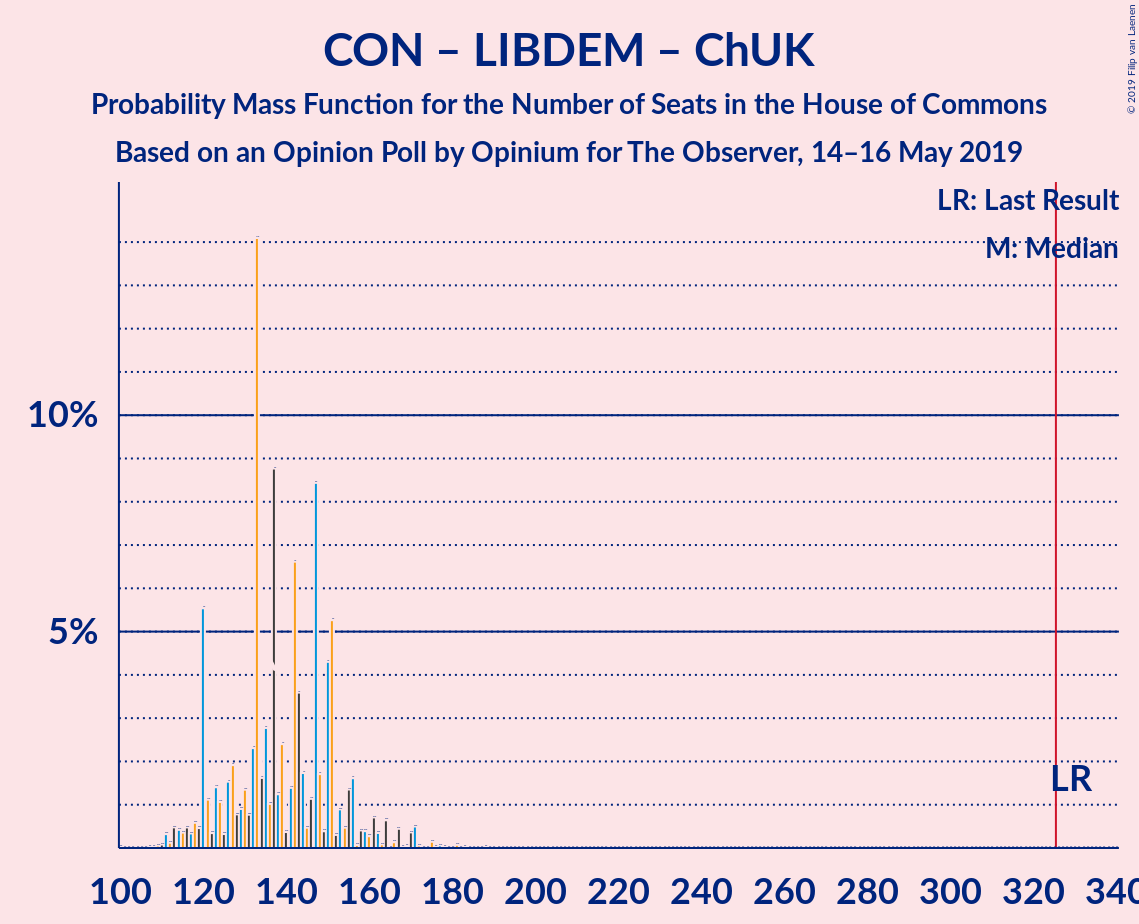 CON – LIBDEM – ChUK
Probability Mass Function for the Number of Seats in the House of Commons
Based on an Opinion Poll by Opinium for The Observer, 14–16 May 2019
© 2019 Filip van Laenen
LR: Last Result
M: Median
10%
5%
LR
100 120 140 160 180 200 220 240 260 280 300 320 340